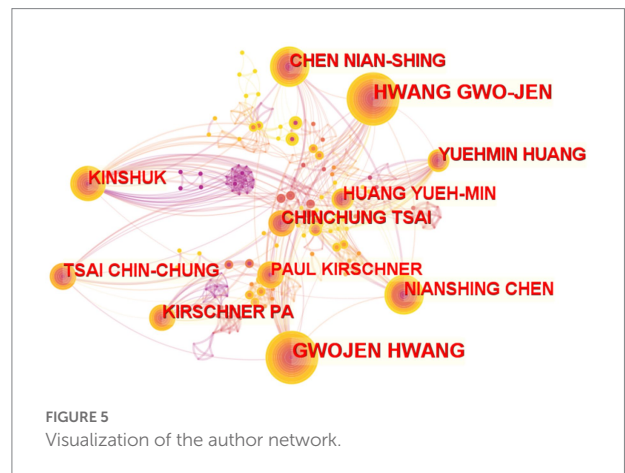 CHEN NIAN-SHING
HWANG GWO-JEN
YUEHMIN HUANG
KINSHUK
HUANG YUEH-MIN
CHINCHUNG TSAI
TSAI CHIN-CHUNG
PAUL KIRSCHNER
NIANSHING CHEN
KIRSCHNER PA
GWOJEN HWANG
FIGURE 5
Visualization of the author network.